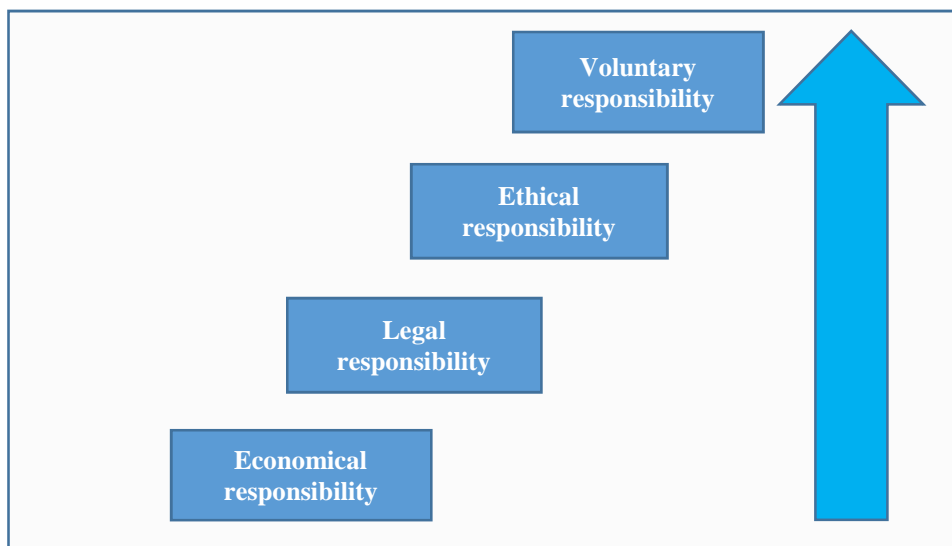 Voluntary
responsibility
Ethical
responsibility
Legal
responsibility
Economical
responsibility